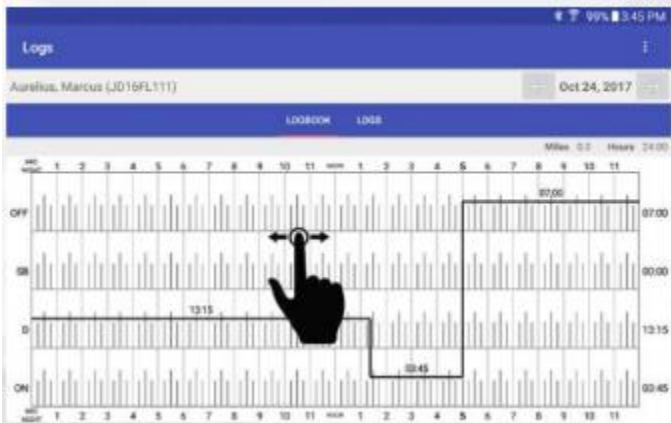 99% 3:45 PM
Logs
Aurelius, Marcus (JD16FL111)
Oct 24, 2017
LOGBOOK LOGS
Miles 0.0 Hours 24:00
MID NIGHT 1 2 3 4 5 6 7 8 9 10 11 NOON 1 2 3 4 5 6 7 8 9 10 11
07:00
OFF 07:00
SB 00:00
13:15
D 13:15
03:45
ON 03:45
MID NIGHT 1 2 3 4 5 6 7 8 9 10 11 NOON 1 2 3 4 5 6 7 8 9 10 11